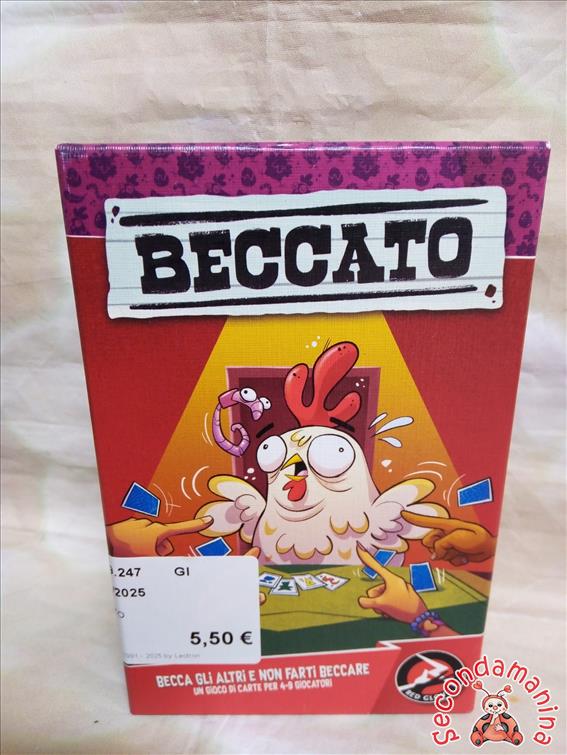 BECCATO
.247 GI
2025
5,50 €
2025 by Leotron
BECCA GLI ALTRI E NON FARTI BECCARE
UN GIOCO DI CARTE PER 4-9 GIOCATORI
RED GL
secondamanina